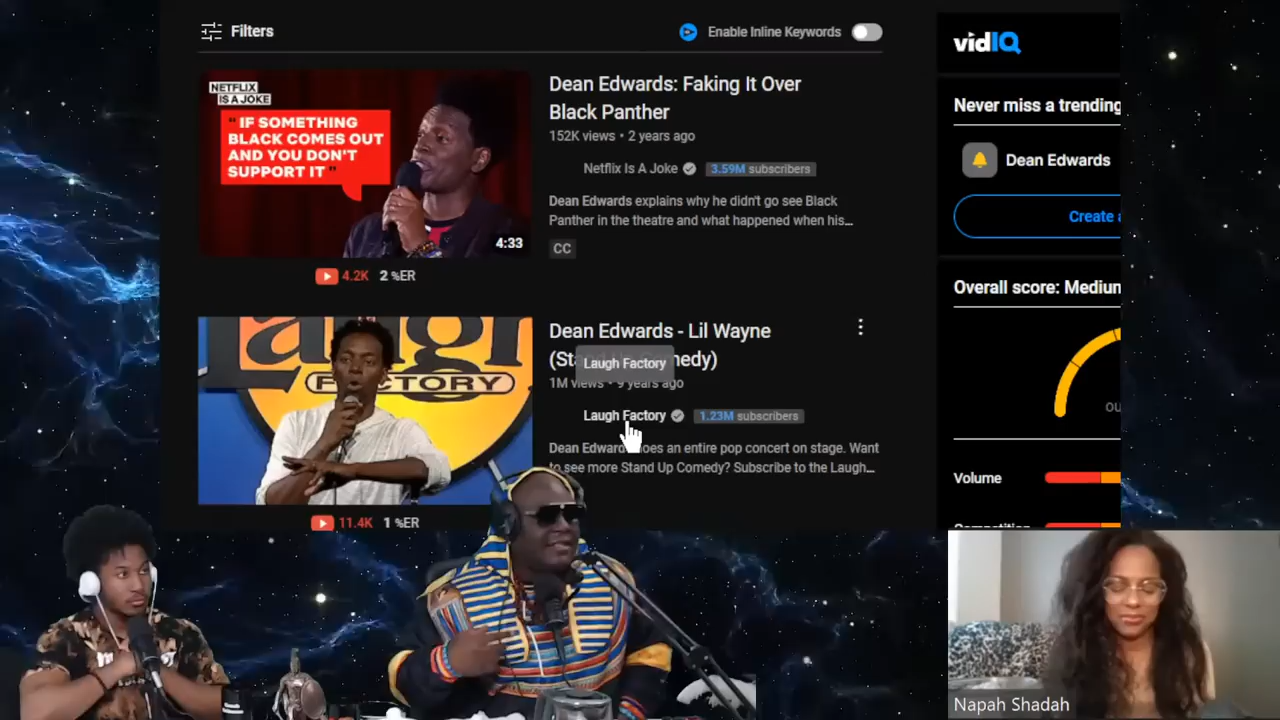 Filters
Enable Inline Keywords
NETFLIX
IS A JOKE
"IF SOMETHING
BLACK COMES OUT
AND YOU DON'T
SUPPORT IT"
4:33
4.2K 2 %ER
Dean Edwards: Faking It Over
Black Panther
152K views • 2 years ago
Netflix Is A Joke 3.59M subscribers
Dean Edwards explains why he didn't go see Black
Panther in the theatre and what happened when his...
CC
FACTORY
11.4K 1 %ER
Dean Edwards - Lil Wayne
Laugh Factory
1M views • 9 years ago
Laugh Factory 1.23M subscribers
an entire pop concert on stage. Want
to see more Stand Up Comedy? Subscribe to the Laugh...
vidIQ
Never miss a trending
Dean Edwards
Create
Overall score: Medium
Volume
Napah Shadah